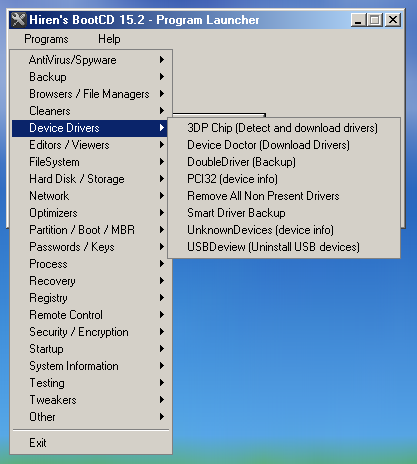 Hiren's BootCD 15.2 - Program Launcher
Programs Help
AntiVirus/Spyware
Backup
Browsers / File Managers
Cleaners
Device Drivers
Editors / Viewers
FileSystem
Hard Disk / Storage
Network
Optimizers
Partition / Boot / MBR
Passwords / Keys
Process
Recovery
Registry
Remote Control
Security / Encryption
Startup
System Information
Testing
Tweakers
Other
Exit
3DP Chip (Detect and download drivers)
Device Doctor (Download Drivers)
DoubleDriver (Backup)
PCI32 (device info)
Remove All Non Present Drivers
Smart Driver Backup
UnknownDevices (device info)
USBDeview (Uninstall USB devices)